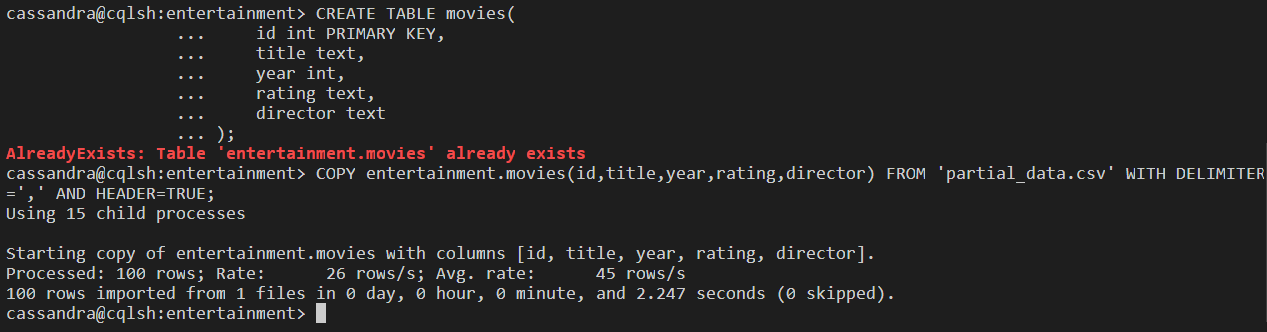 cassandra@cqlsh:entertainment> CREATE TABLE movies(
                 ...     id int PRIMARY KEY,
                 ...     title text,
                 ...     year int,
                 ...     rating text,
                 ...     director text
                 ... );
AlreadyExists: Table 'entertainment.movies' already exists
cassandra@cqlsh:entertainment> COPY entertainment.movies(id,title,year,rating,director) FROM 'partial_data.csv' WITH DELIMITER
=',' AND HEADER=TRUE;
Using 15 child processes

Starting copy of entertainment.movies with columns [id, title, year, rating, director].
Processed: 100 rows; Rate:      26 rows/s; Avg. rate:      45 rows/s
100 rows imported from 1 files in 0 day, 0 hour, 0 minute, and 2.247 seconds (0 skipped).
cassandra@cqlsh:entertainment>